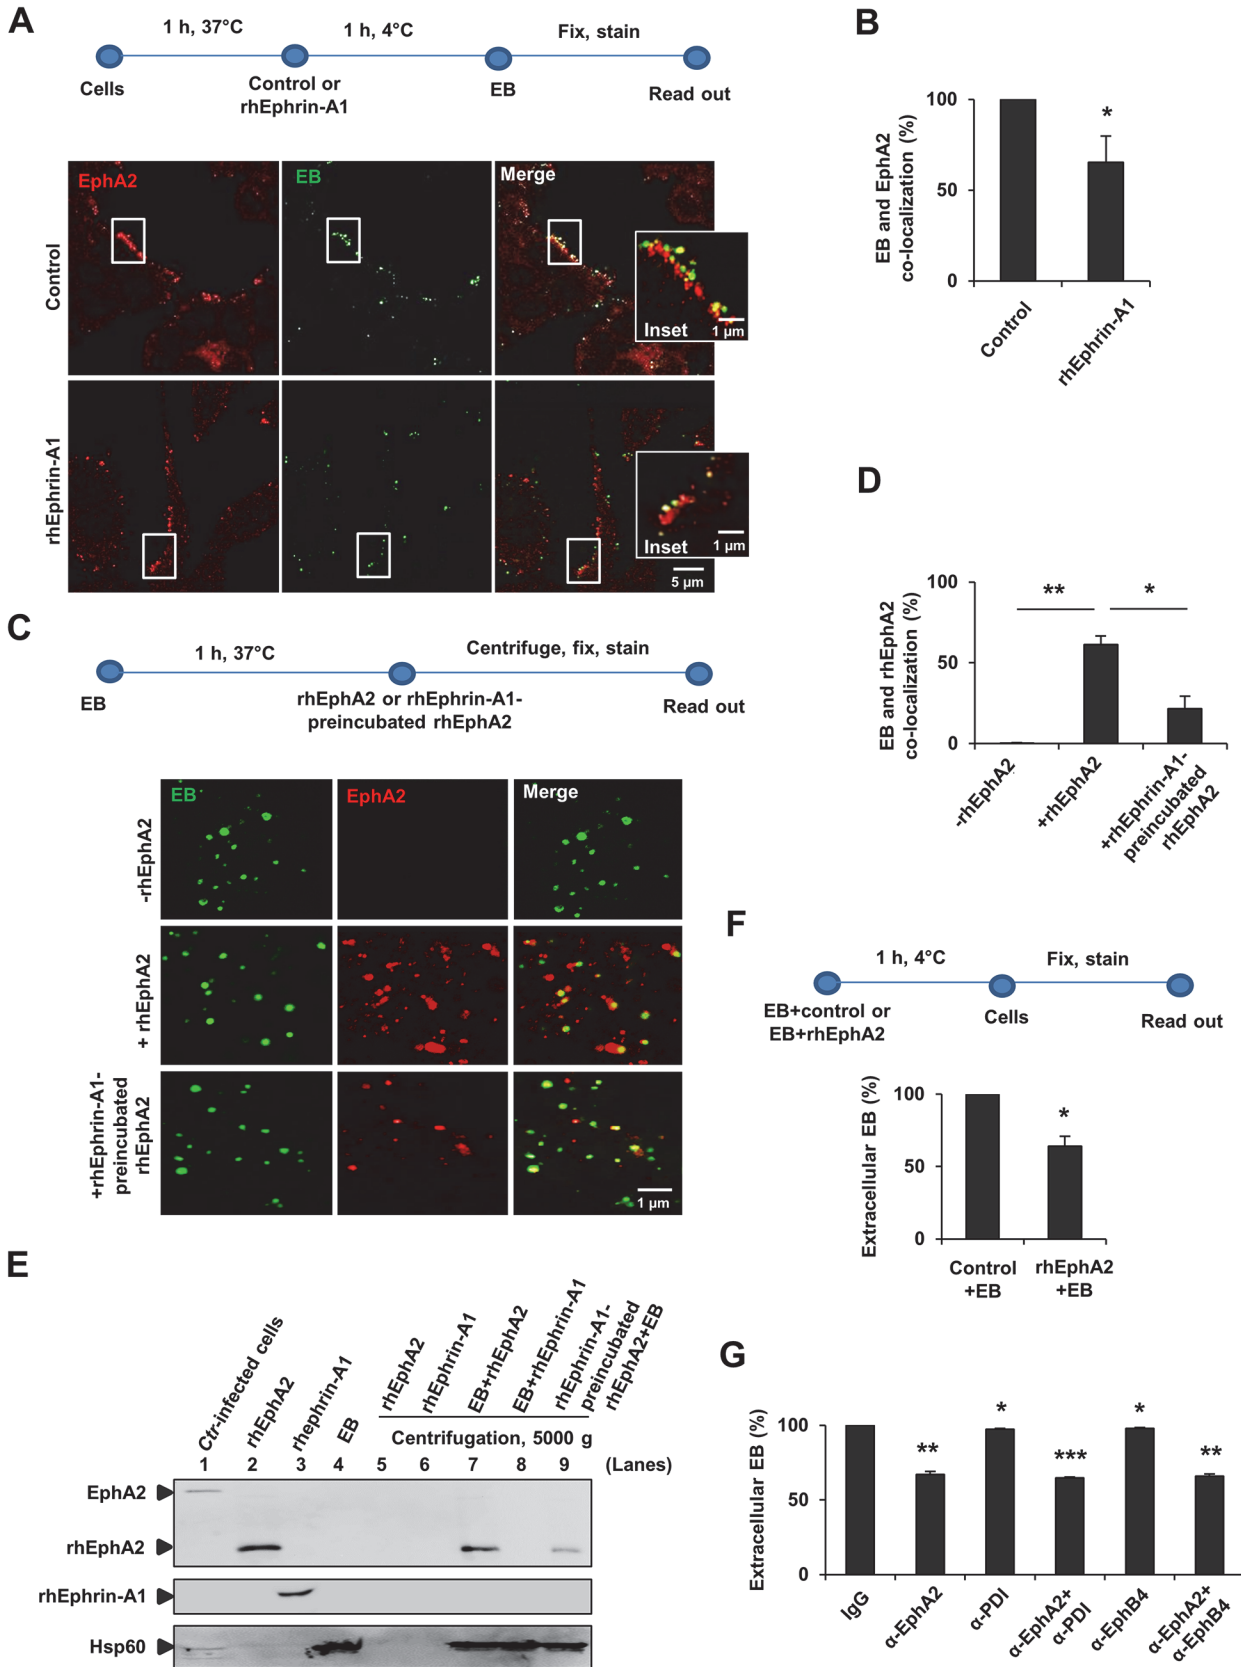 A
1 h, 37°C
1 h, 4°C
Fix, stain
Cells
Control or
rhEphrin-A1
EB
Read out
EphA2
EB
Merge
Control
Inset
1 µm
rhEphrin-A1
Inset
1 µm
5 µm
B
EB and EphA2
co-localization (%)
100
50
0
*
Control
rhEphrin-A1
C
1 h, 37°C
Centrifuge, fix, stain
EB
rhEphA2 or rhEphrin-A1-
preincubated rhEphA2
Read out
EB
EphA2
Merge
-rhEphA2
+ rhEphA2
+rhEphrin-A1-
preincubated
rhEphA2
1 µm
D
EB and rhEphA2
co-localization (%)
100
50
0
**
*
-rhEphA2
+rhEphA2
+rhEphrin-A1-
preincubated
rhEphA2
E
Ctr-infected cells
rhEphA2
rhephrin-A1
EB
rhEphA2
rhEphrin-A1
EB+rhEphA2
EB+rhEphrin-A1
rhEphrin-A1-
preincubated
rhEphA2+EB
Centrifugation, 5000 g
1 2 3 4 5 6 7 8 9 (Lanes)
EphA2
rhEphA2
rhEphrin-A1
Hsp60
F
1 h, 4°C
Fix, stain
EB+control or
EB+rhEphA2
Cells
Read out
Extracellular EB (%)
100
50
0
*
Control
+EB
rhEphA2
+EB
G
Extracellular EB (%)
100
50
0
**
*
***
*
**
IgG
α-EphA2
α-PDI
α-EphA2+
α-PDI
α-EphB4
α-EphA2+
α-EphB4